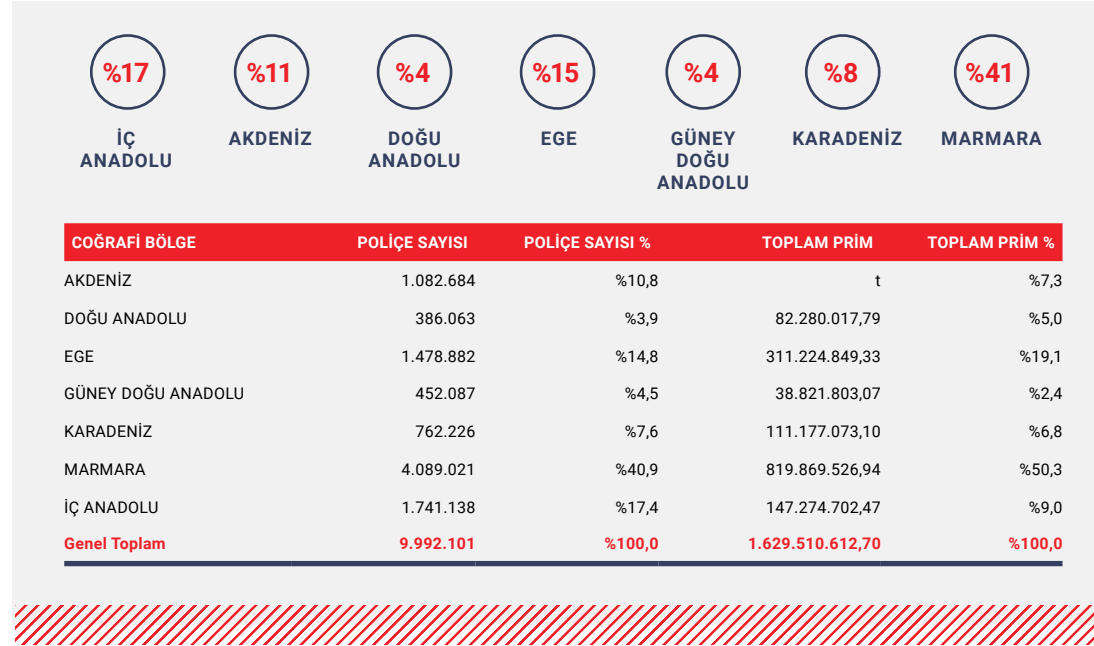 %17 %11 %4 %15 %4 %8 %41
İÇ ANADOLU
AKDENİZ
DOĞU ANADOLU
EGE
GÜNEY DOĞU ANADOLU
KARADENİZ
MARMARA
COĞRAFİ BÖLGE POLİÇE SAYISI POLİÇE SAYISI % TOPLAM PRİM TOPLAM PRİM %
AKDENİZ 1.082.684 %10,8 t %7,3
DOĞU ANADOLU 386.063 %3,9 82.280.017,79 %5,0
EGE 1.478.882 %14,8 311.224.849,33 %19,1
GÜNEY DOĞU ANADOLU 452.087 %4,5 38.821.803,07 %2,4
KARADENİZ 762.226 %7,6 111.177.073,10 %6,8
MARMARA 4.089.021 %40,9 819.869.526,94 %50,3
İÇ ANADOLU 1.741.138 %17,4 147.274.702,47 %9,0
Genel Toplam 9.992.101 %100,0 1.629.510.612,70 %100,0